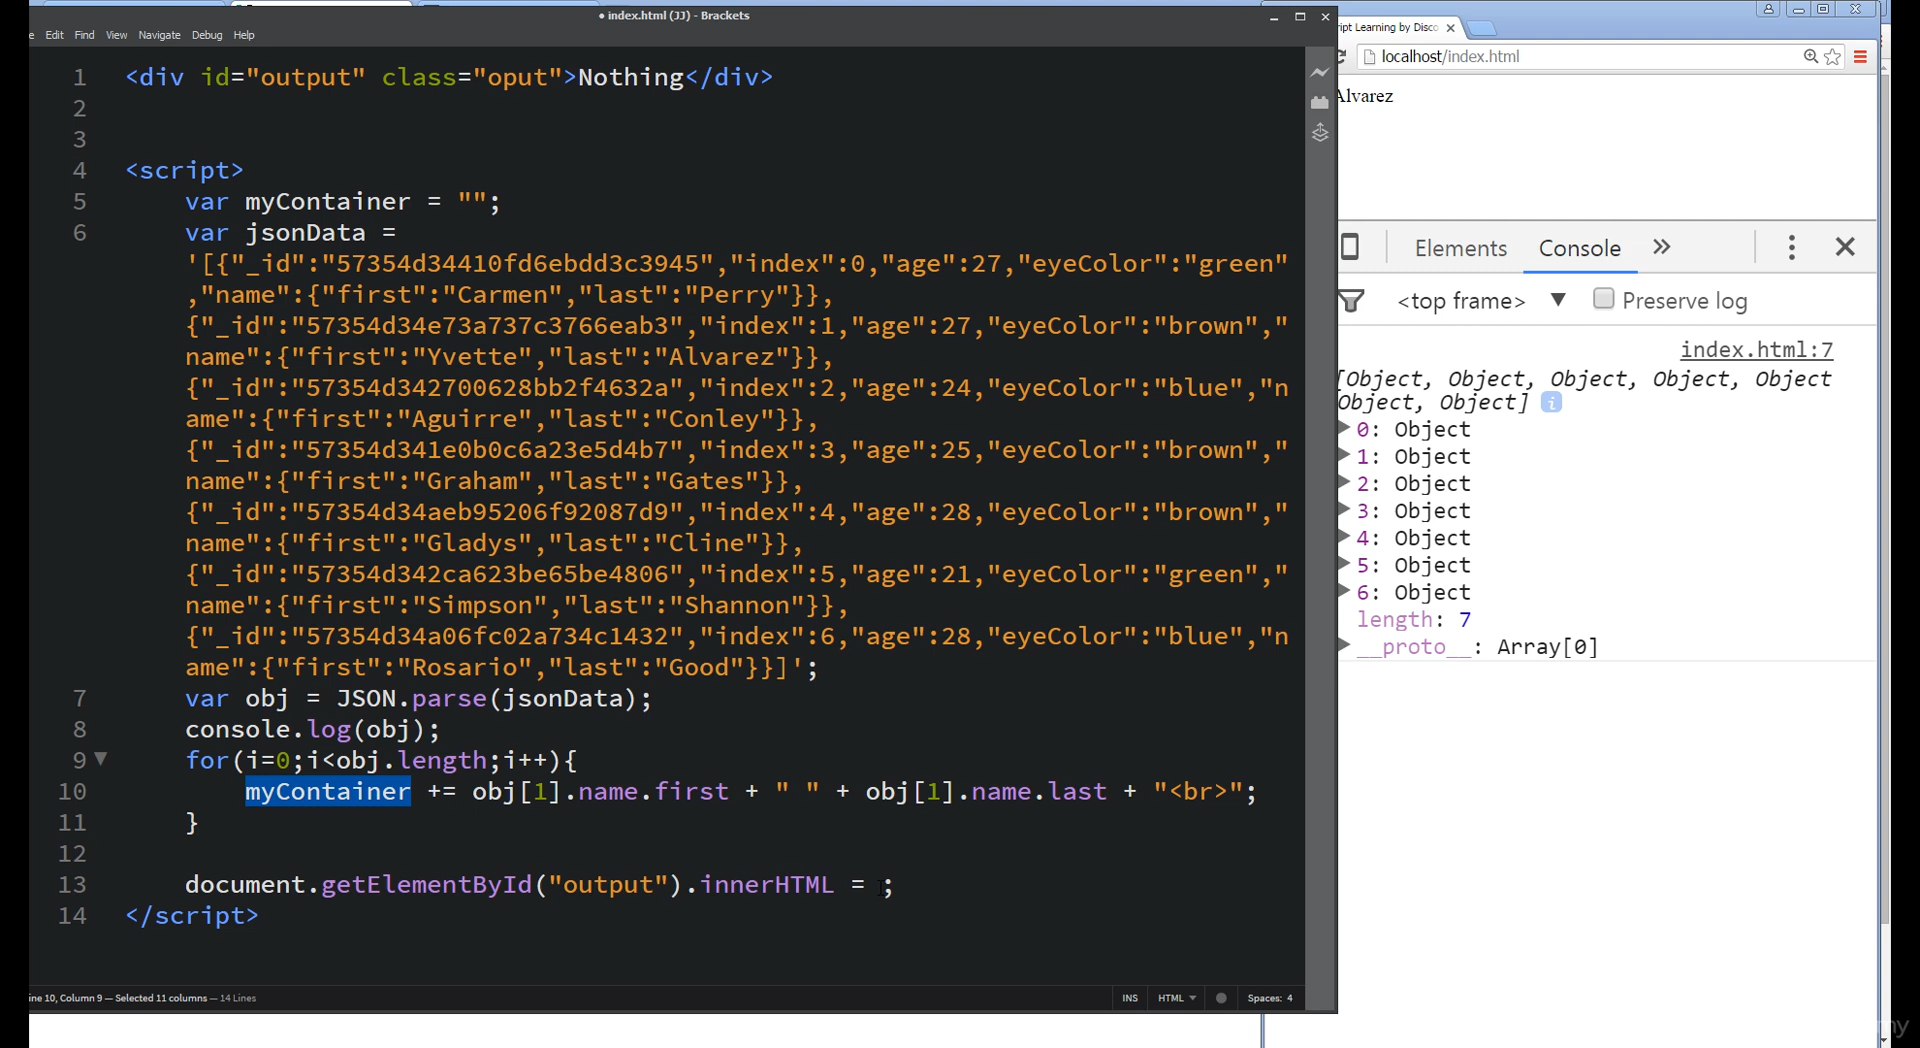 • index.html (JJ) - Brackets
Edit Find View Navigate Debug Help
1 <div id="output" class="oput">Nothing</div>
2
3
4 <script>
5 var myContainer = "";
6 var jsonData =
'[{"_id":"57354d34410fd6ebdd3c3945","index":0,"age":27,"eyeColor":"green"
,"name":{"first":"Carmen","last":"Perry"}},
{"_id":"57354d34e73a737c3766eab3","index":1,"age":27,"eyeColor":"brown","
name":{"first":"Yvette","last":"Alvarez"}},
{"_id":"57354d342700628bb2f4632a","index":2,"age":24,"eyeColor":"blue","n
ame":{"first":"Aguirre","last":"Conley"}},
{"_id":"57354d341e0b0c6a23e5d4b7","index":3,"age":25,"eyeColor":"brown","
name":{"first":"Graham","last":"Gates"}},
{"_id":"57354d34aeb95206f92087d9","index":4,"age":28,"eyeColor":"brown","
name":{"first":"Gladys","last":"Cline"}},
{"_id":"57354d342ca623be65be4806","index":5,"age":21,"eyeColor":"green","
name":{"first":"Simpson","last":"Shannon"}},
{"_id":"57354d34a06fc02a734c1432","index":6,"age":28,"eyeColor":"blue","n
ame":{"first":"Rosario","last":"Good"}}]';
7 var obj = JSON.parse(jsonData);
8 console.log(obj);
9 for(i=0;i<obj.length;i++){
10 myContainer += obj[1].name.first + " " + obj[1].name.last + "<br>";
11 }
12
13 document.getElementById("output").innerHTML = ;
14 </script>
ine 10, Column 9 — Selected 11 columns — 14 Lines
INS HTML Spaces: 4
ript Learning by Disco
localhost/index.html
Alvarez
Elements Console »
<top frame> ▼ Preserve log
index.html:7
[Object, Object, Object, Object, Object
Object, Object]
0: Object
1: Object
2: Object
3: Object
4: Object
5: Object
6: Object
length: 7
__proto__: Array[0]